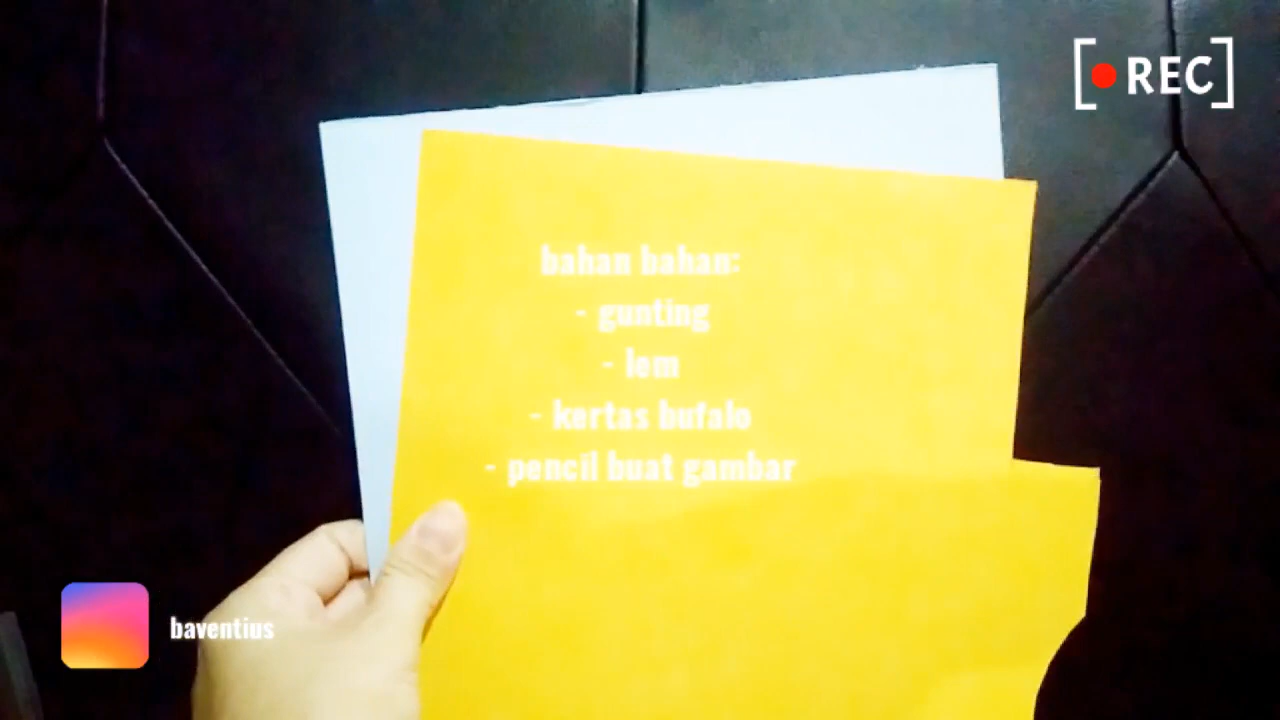 REC
bahan bahan:
- gunting
- lem
- kertas bufalo
- pencil buat gambar
baventius